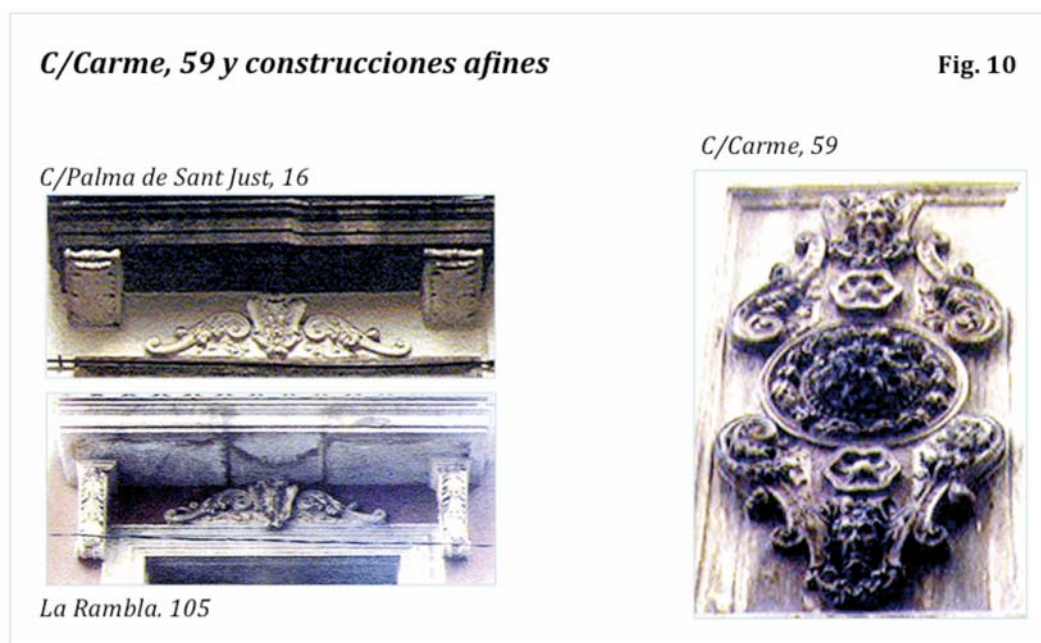 C/Carme, 59 y construcciones afines
Fig. 10
C/Carme, 59
C/Palma de Sant Just, 16
La Rambla. 105